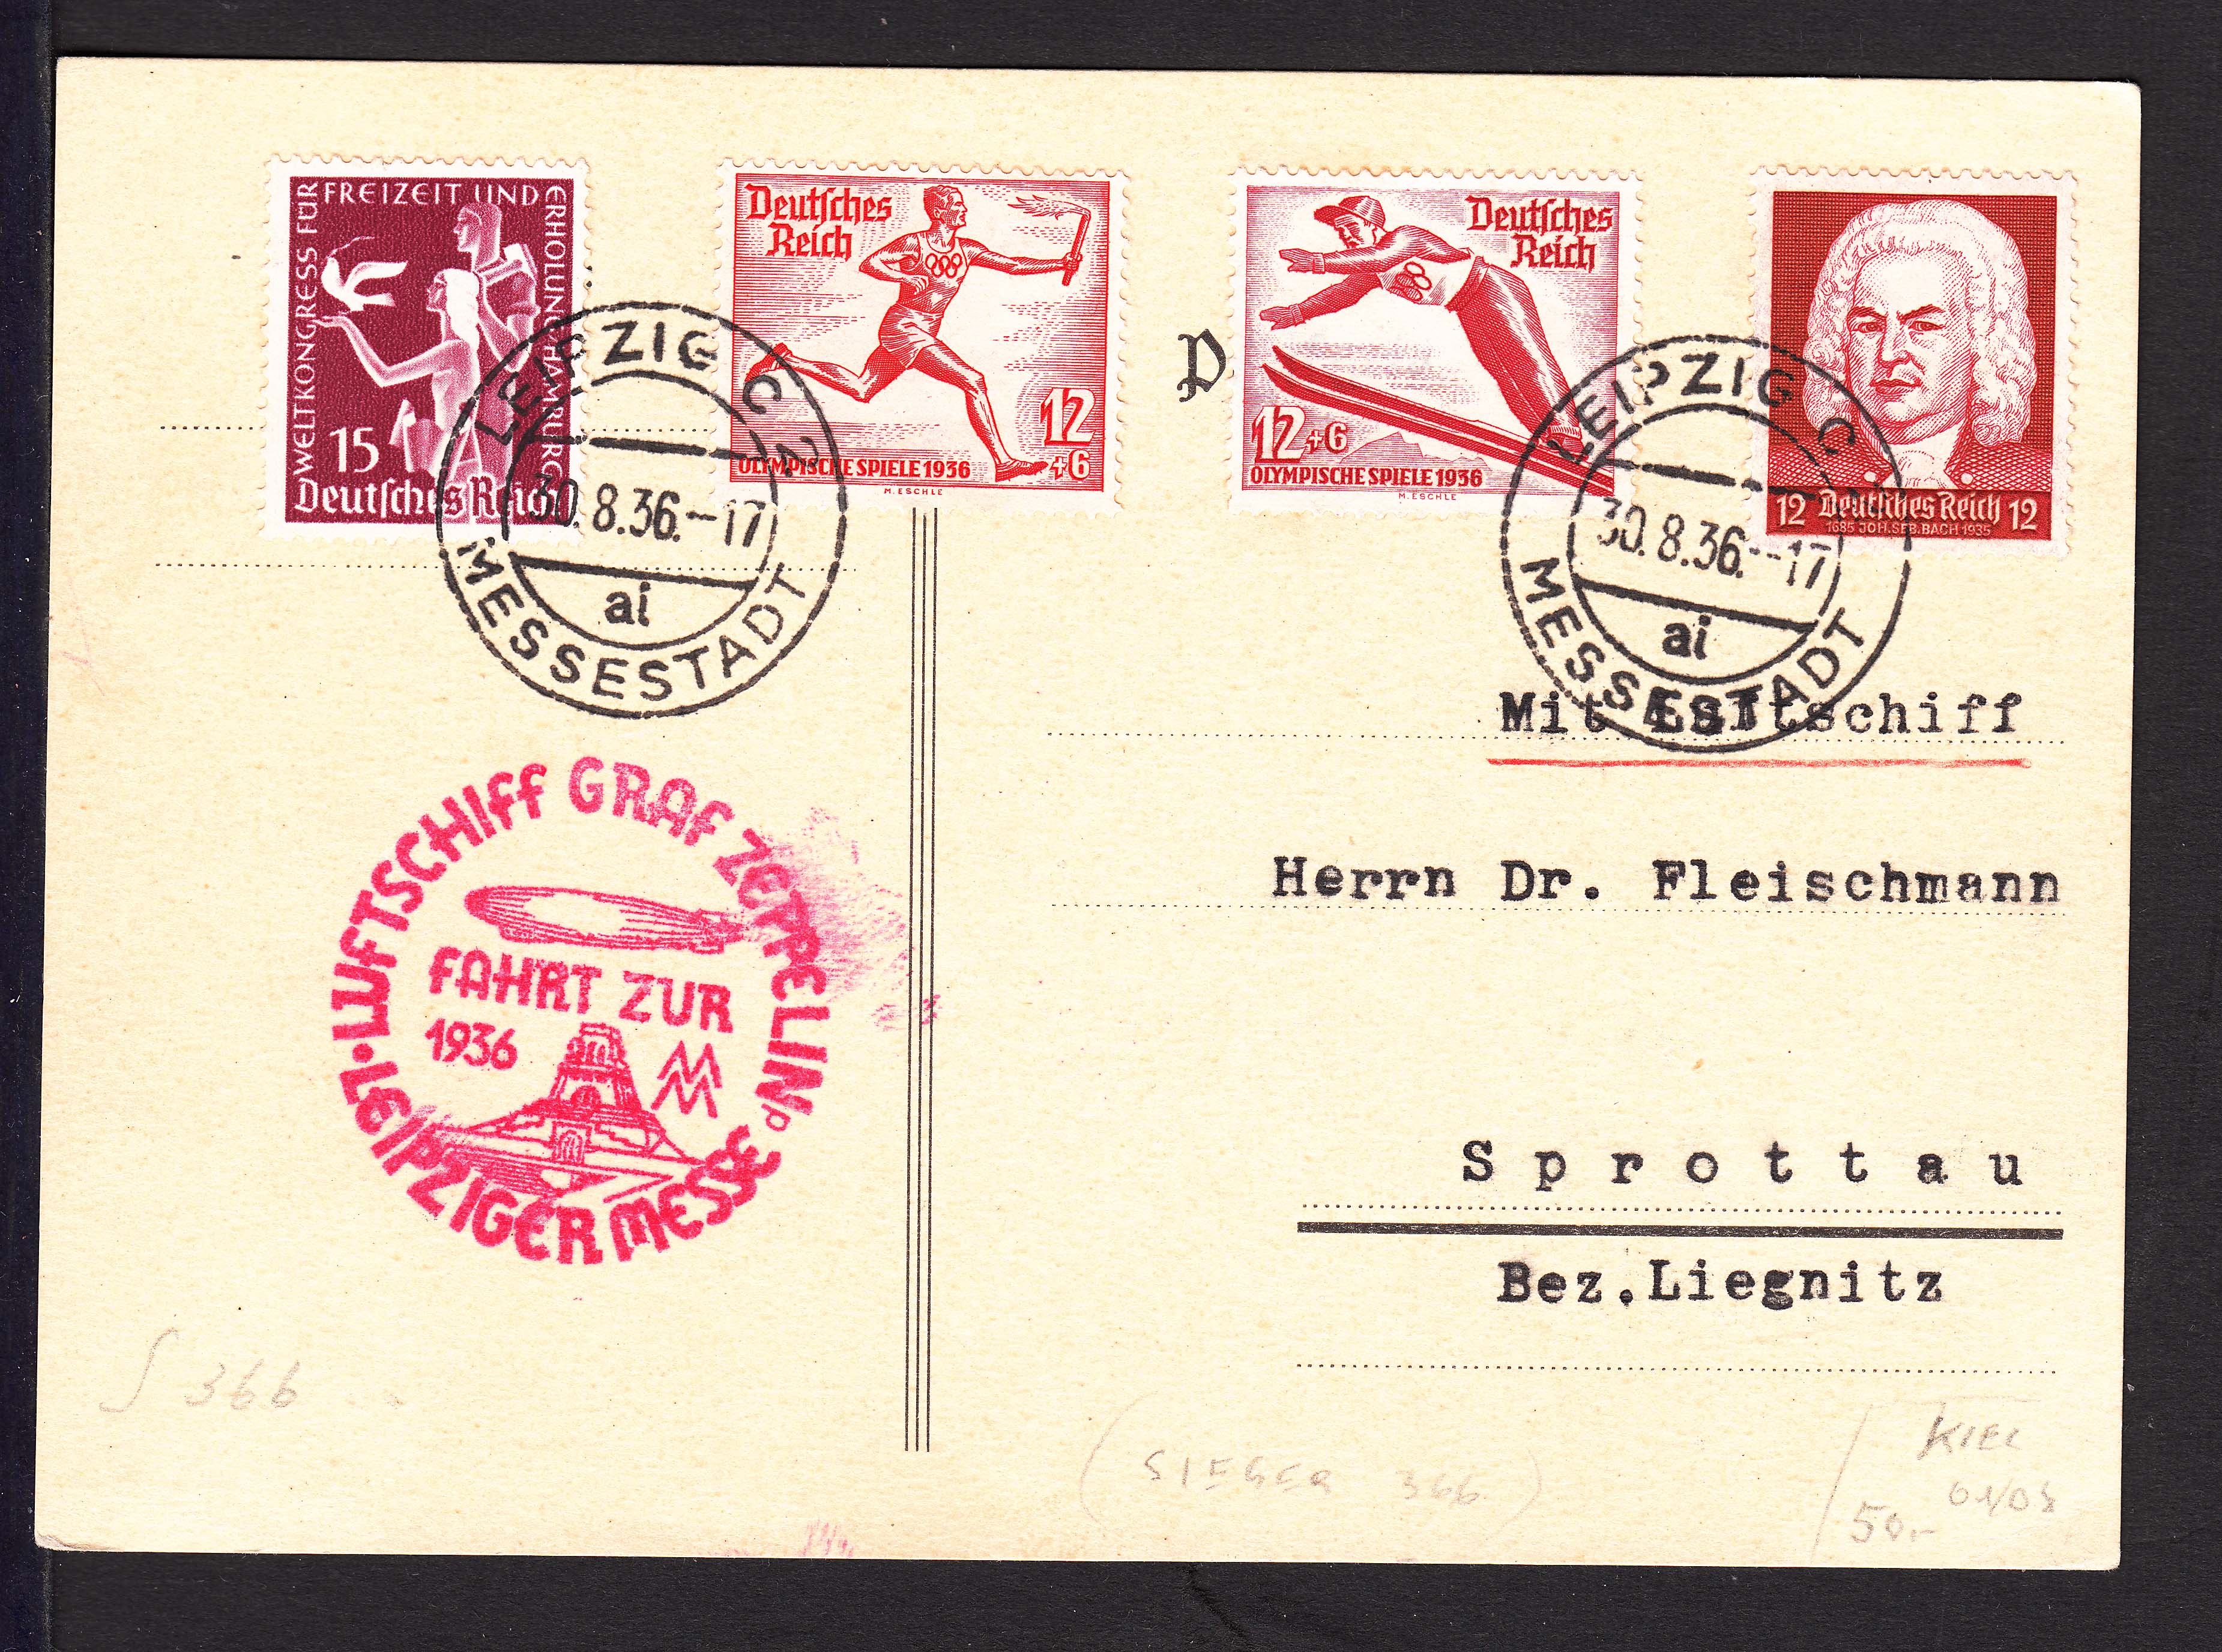 WELTKONGRESS FÜR FREIZEIT UND ERHOLUNG HAMBURG
15
Deutsches Reich
Deutsches
Reich
12
+6
OLYMPISCHE SPIELE 1936
M. ESCHLE
P
Deutsches
Reich
12+6
OLYMPISCHE SPIELE 1936
M. ESCHLE
12 Deutsches Reich 12
1685 JOH. SEB. BACH 1935
LEIPZIG C 2
30.8.36.--17
ai
MESSESTADT
LEIPZIG C
30.8.36.--17
ai
MESSESTADT
Mit Luftschiff
Herrn Dr. Fleischmann
Sprottau
Bez.Liegnitz
LUFTSCHIFF GRAF ZEPPELIN
FAHRT ZUR
1936
MM
p
LEIPZIGER MESSE
S 366
(SIEGER 366)
KIEL
50.-